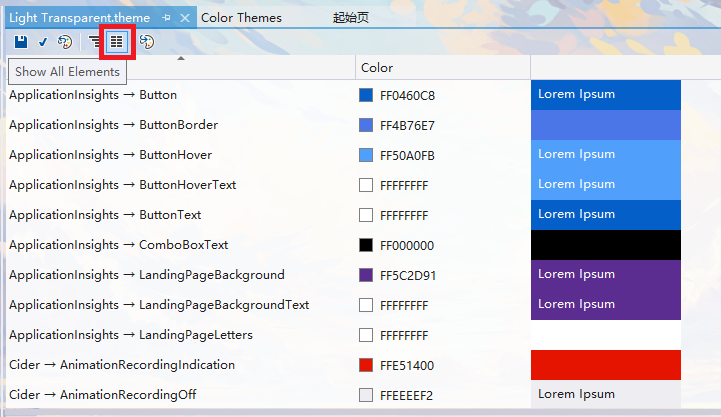 Light Transparent.theme Color Themes 起始页
Show All Elements
Color
ApplicationInsights → Button FF0460C8 Lorem Ipsum
ApplicationInsights → ButtonBorder FF4B76E7
ApplicationInsights → ButtonHover FF50A0FB Lorem Ipsum
ApplicationInsights → ButtonHoverText FFFFFFFF Lorem Ipsum
ApplicationInsights → ButtonText FFFFFFFF Lorem Ipsum
ApplicationInsights → ComboBoxText FF000000
ApplicationInsights → LandingPageBackground FF5C2D91 Lorem Ipsum
ApplicationInsights → LandingPageBackgroundText FFFFFFFF Lorem Ipsum
ApplicationInsights → LandingPageLetters FFFFFFFF
Cider → AnimationRecordingIndication FFE51400
Cider → AnimationRecordingOff FFEEEEF2 Lorem Ipsum